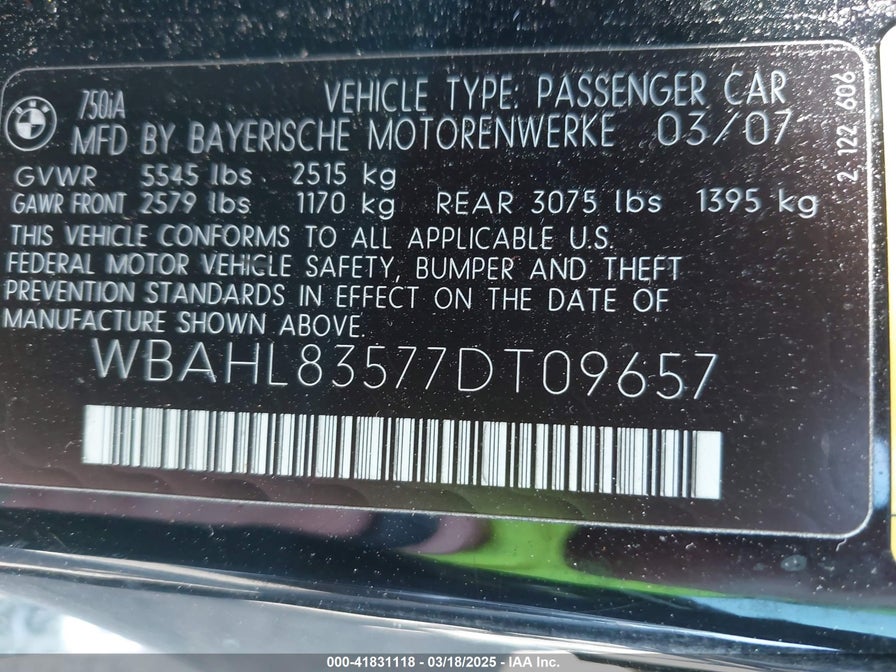 BMW
750iA
VEHICLE TYPE: PASSENGER CAR
MFD BY BAYERISCHE MOTORENWERKE 03/07
GVWR 5545 lbs 2515 kg
GAWR FRONT 2579 lbs 1170 kg REAR 3075 lbs 1395 kg
THIS VEHICLE CONFORMS TO ALL APPLICABLE U.S.
FEDERAL MOTOR VEHICLE SAFETY, BUMPER AND THEFT
PREVENTION STANDARDS IN EFFECT ON THE DATE OF
MANUFACTURE SHOWN ABOVE.
WBAHL83577DT09657
2 122 606
000-41831118 - 03/18/2025 - IAA Inc.